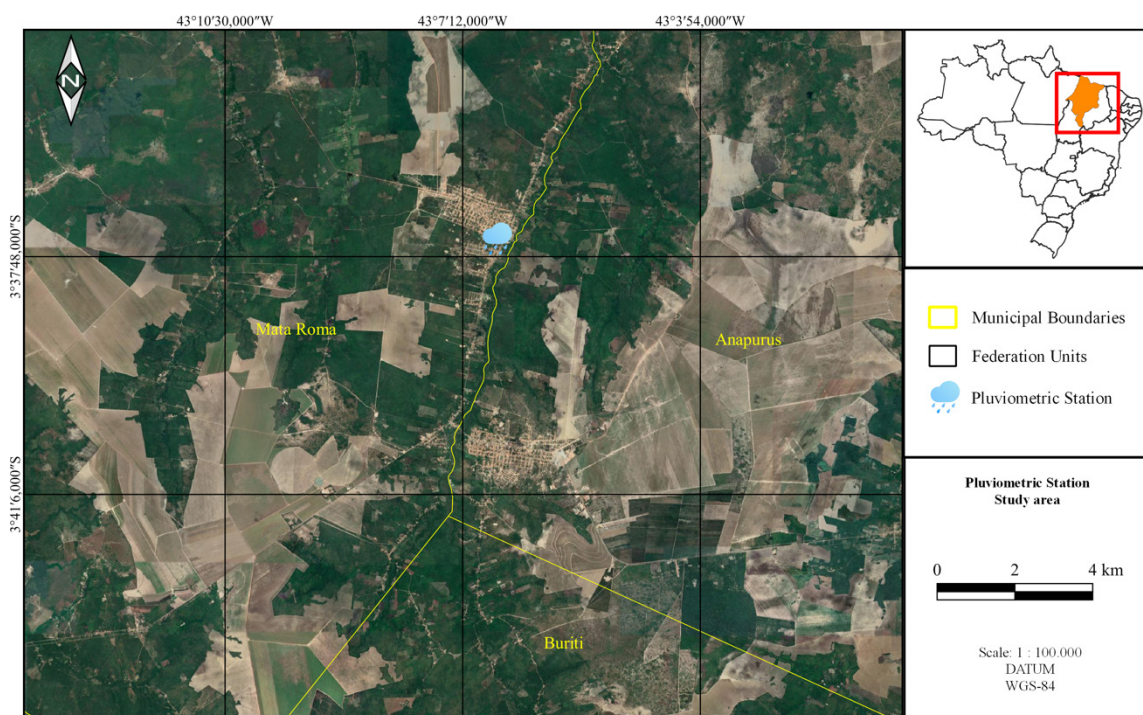 43°10'30,000"W
43°7'12,000"W
43°3'54,000"W
N
3°37'48,000"S
3°41'6,000"S
Mata Roma
Anapurus
Buriti
Municipal Boundaries
Federation Units
Pluviometric Station
Pluviometric Station
Study area
0 2 4 km
Scale: 1 : 100.000
DATUM
WGS-84